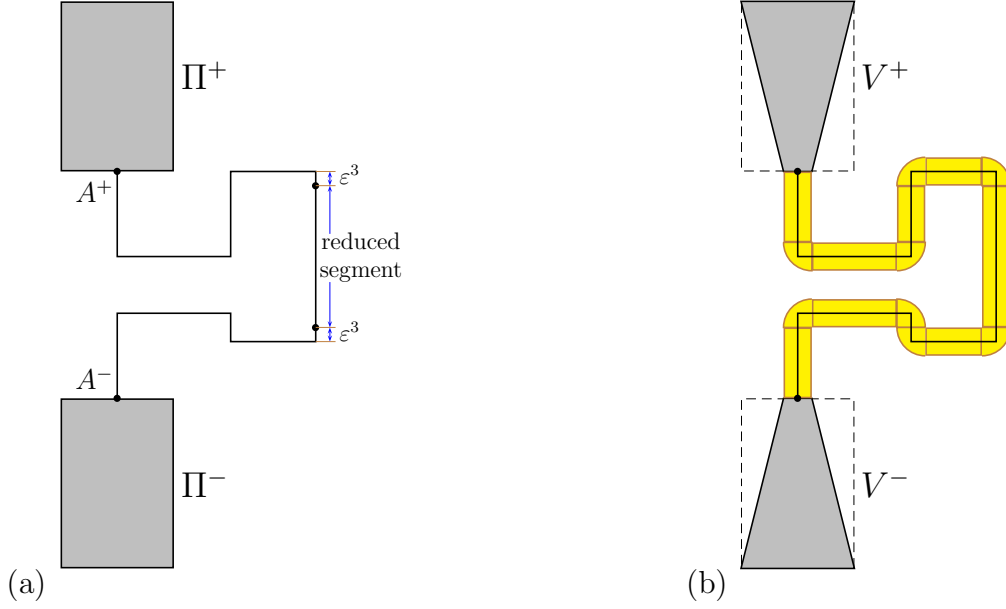 Π⁺
A⁺
ε³
reduced
segment
ε³
A⁻
Π⁻
(a)
V⁺
V⁻
(b)